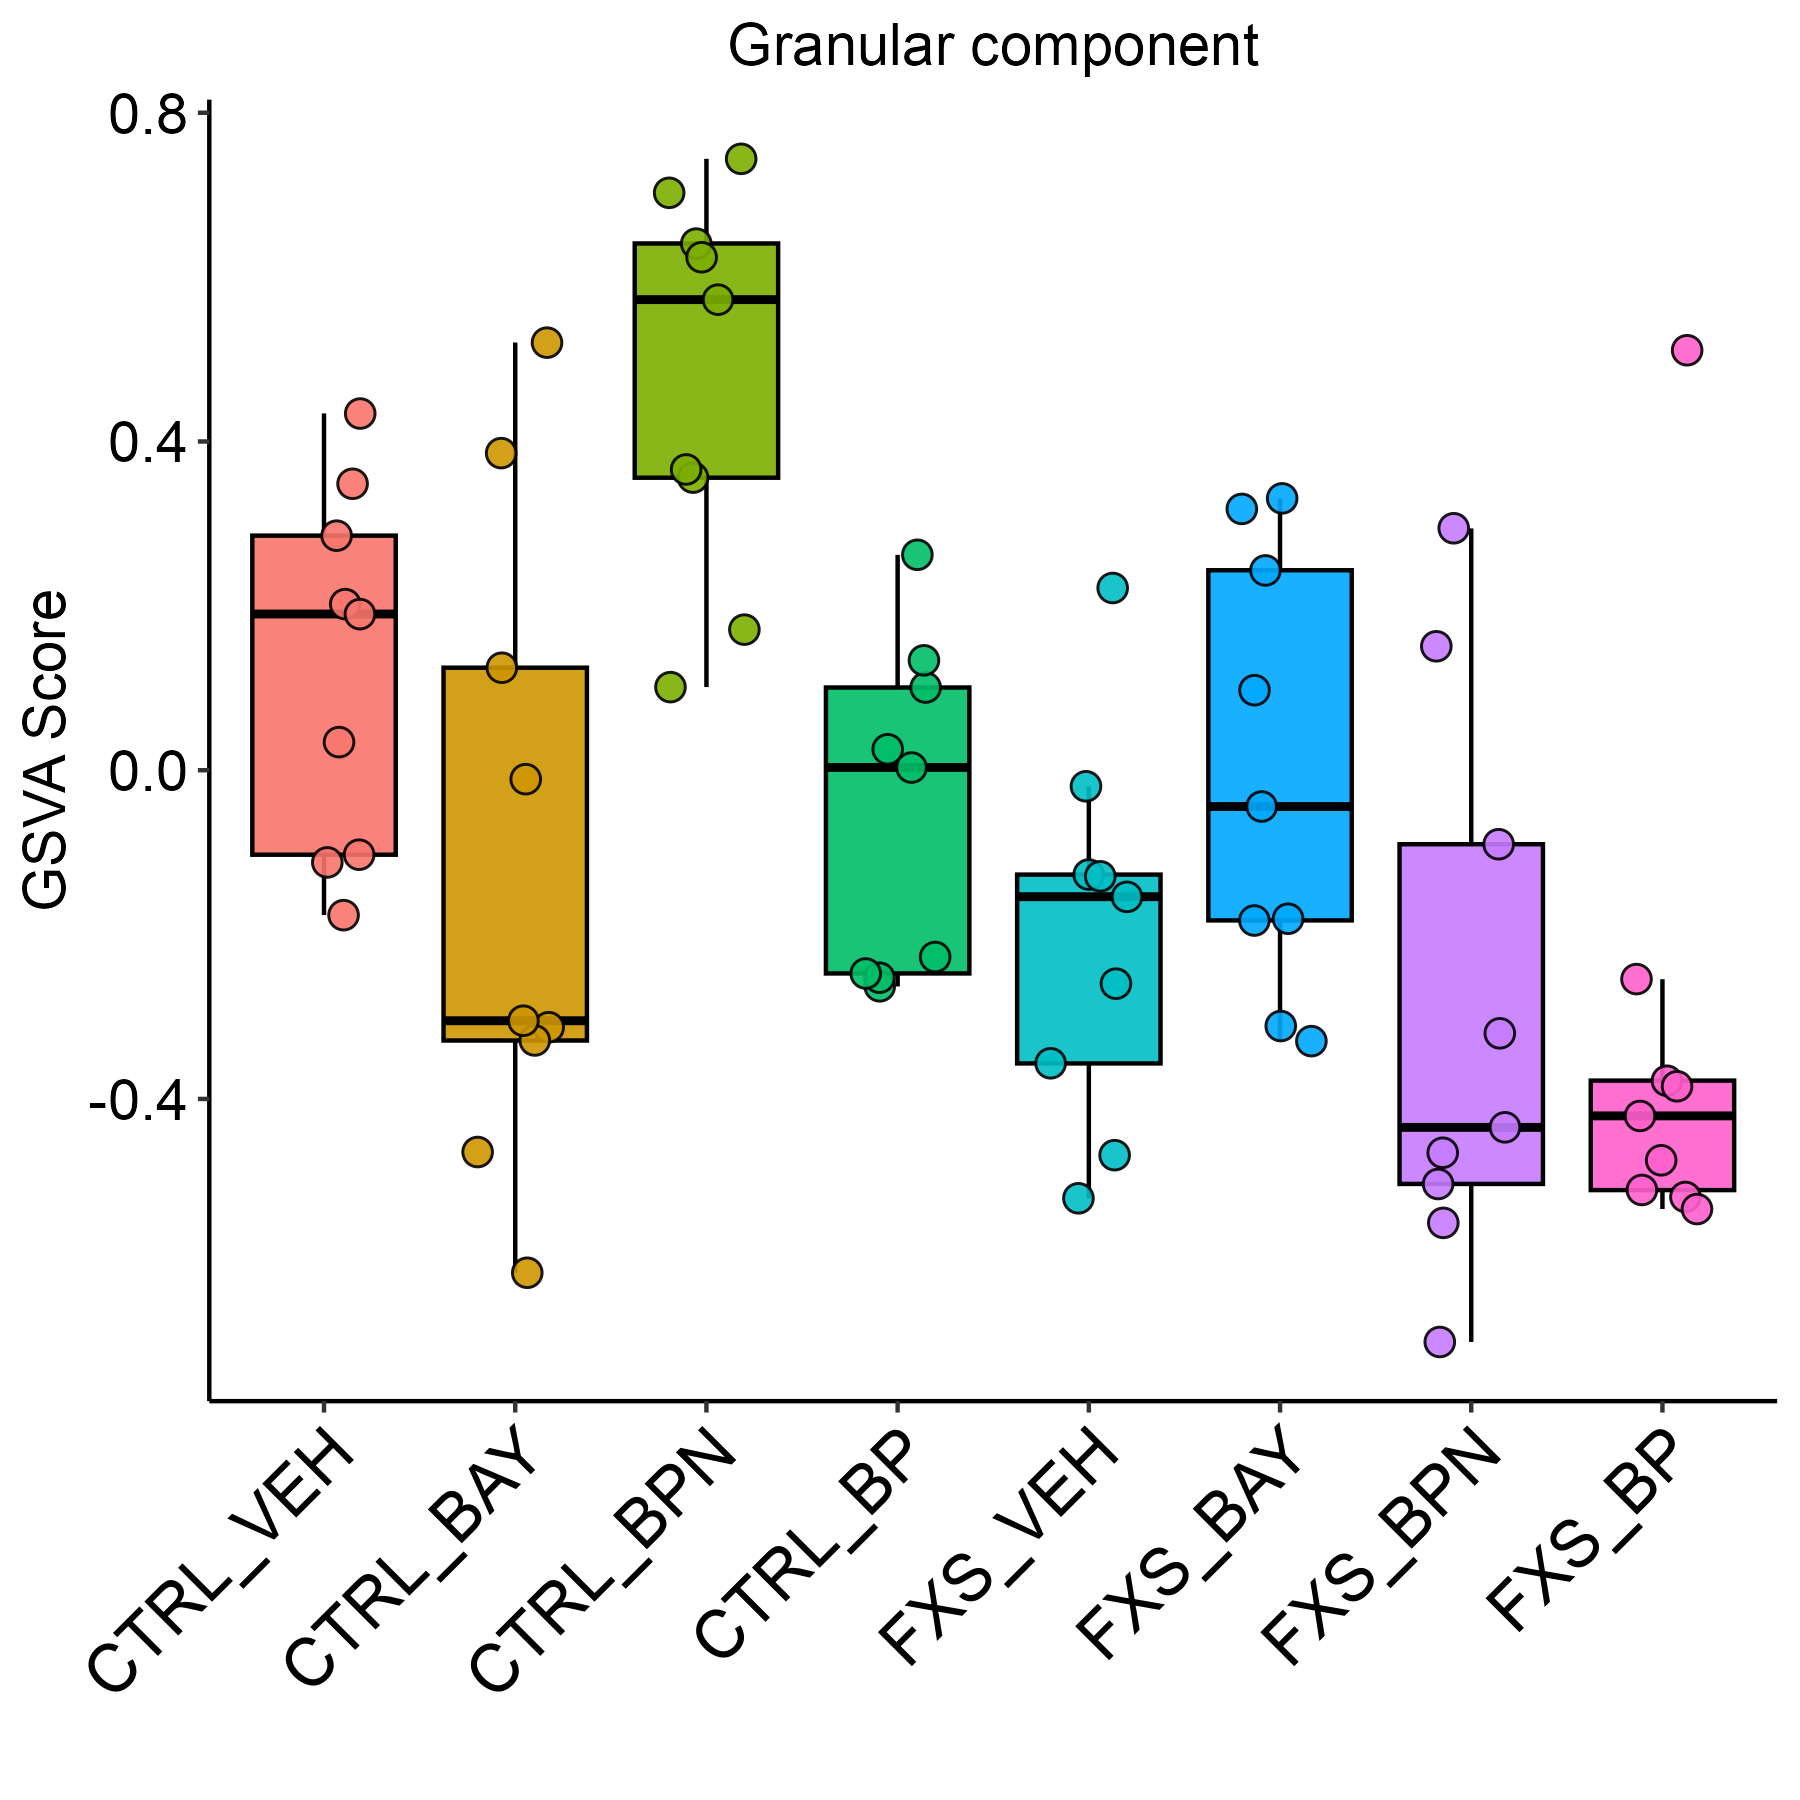 Granular component
0.8
0.4
0.0
-0.4
GSVA Score
CTRL_VEH
CTRL_BAY
CTRL_BPN
CTRL_BP
FXS_VEH
FXS_BAY
FXS_BPN
FXS_BP